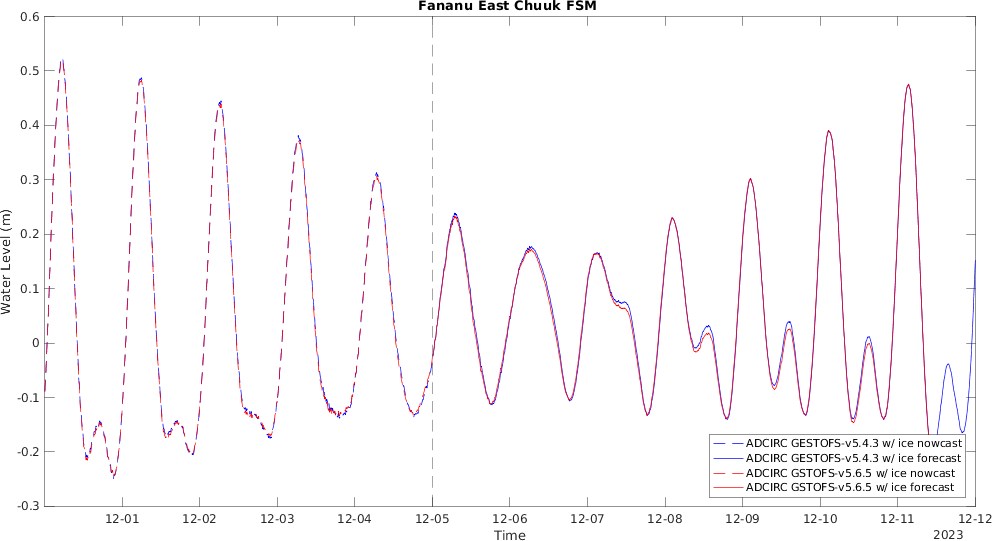 Fananu East Chuuk FSM
Water Level (m)
0.6
0.5
0.4
0.3
0.2
0.1
0
-0.1
-0.2
-0.3
12-01 12-02 12-03 12-04 12-05 12-06 12-07 12-08 12-09 12-10 12-11 12-12
2023
Time
ADCIRC GESTOFS-v5.4.3 w/ ice nowcast
ADCIRC GESTOFS-v5.4.3 w/ ice forecast
ADCIRC GSTOFS-v5.6.5 w/ ice nowcast
ADCIRC GSTOFS-v5.6.5 w/ ice forecast